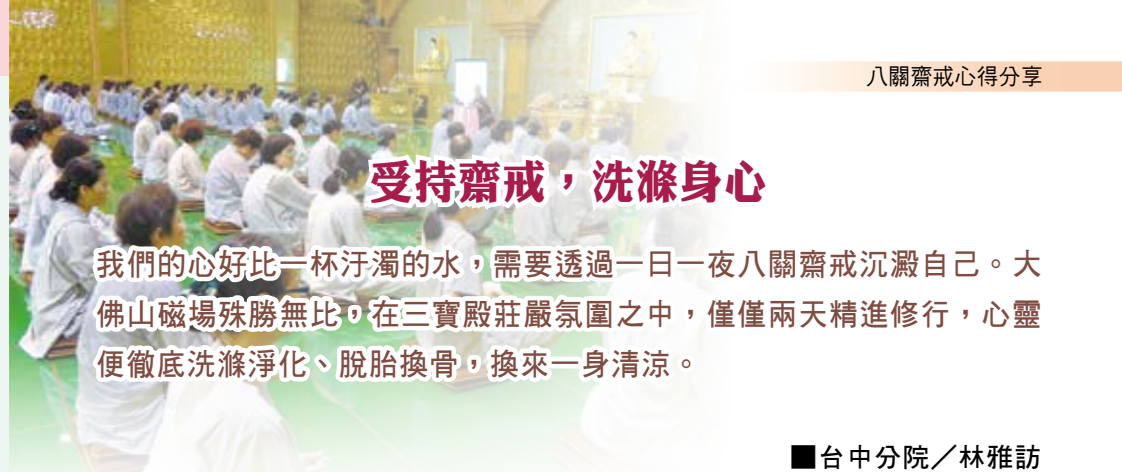 八關齋戒心得分享
受持齋戒，洗滌身心
我們的心好比一杯汙濁的水，需要透過一日一夜八關齋戒沉澱自己。大
佛山磁場殊勝無比，在三寶殿莊嚴氛圍之中，僅僅兩天精進修行，心靈
便徹底洗滌淨化、脫胎換骨，換來一身清涼。
■台中分院／林雅訪